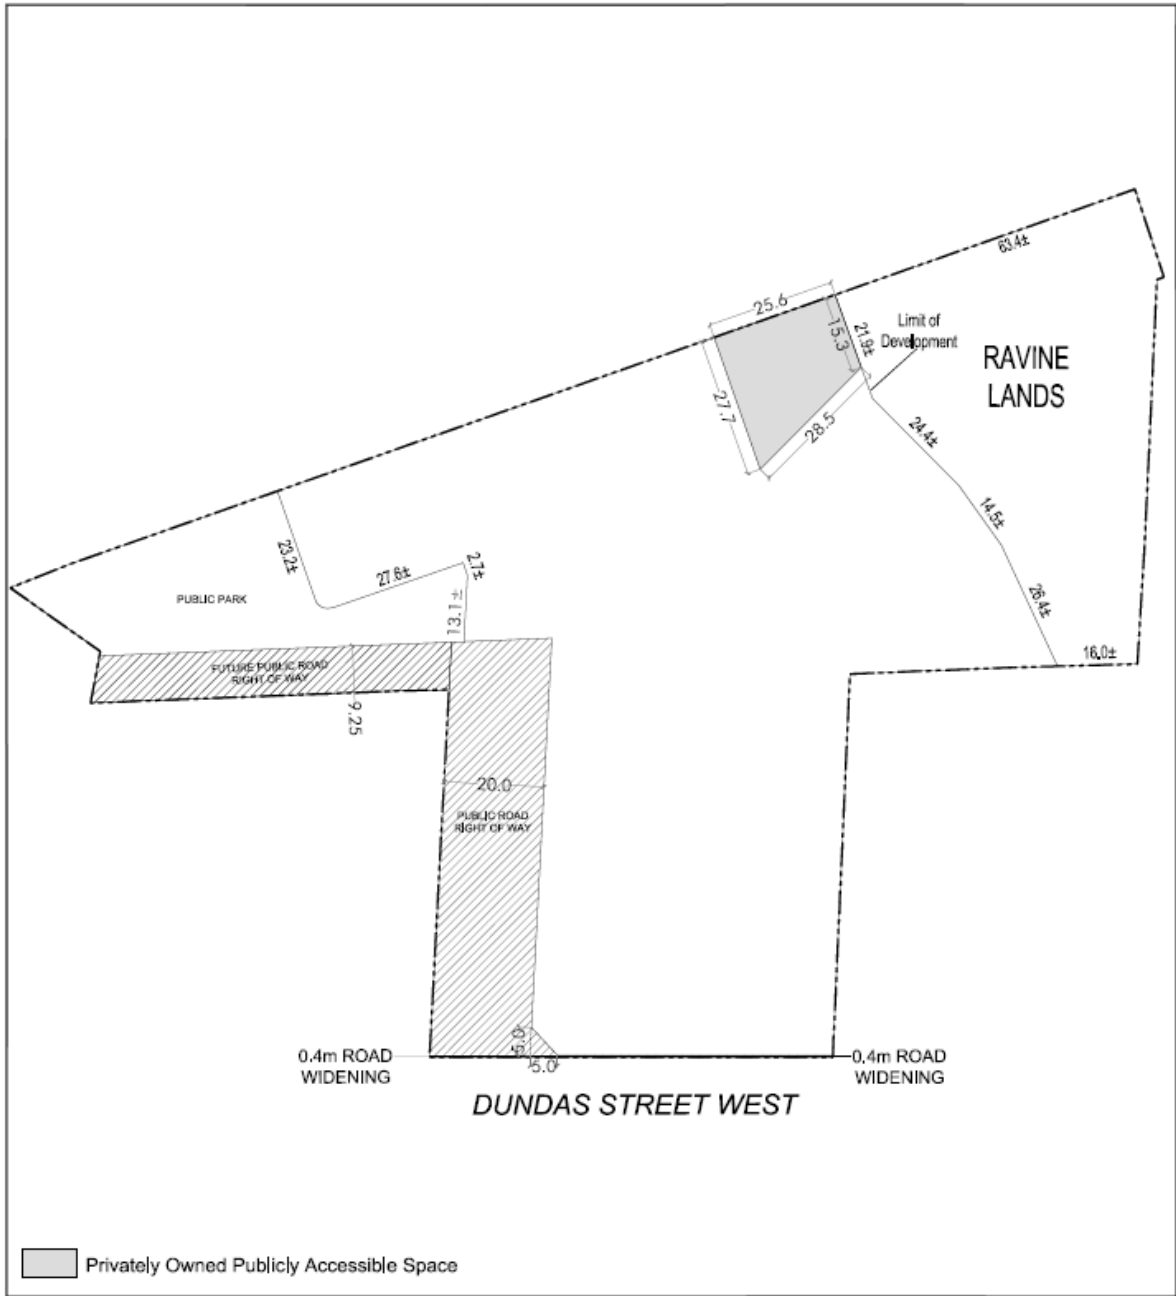 63.4±
25.6
15.3
21.9±
Limit of
Development
RAVINE
LANDS
27.7
28.5
24.4±
14.5±
23.2±
27.6±
2.7±
13.1±
26.4±
PUBLIC PARK
16.0±
FUTURE PUBLIC ROAD
RIGHT OF WAY
9.25
20.0
PUBLIC ROAD
RIGHT OF WAY
5.0
5.0
0.4m ROAD
WIDENING
0.4m ROAD
WIDENING
DUNDAS STREET WEST
Privately Owned Publicly Accessible Space